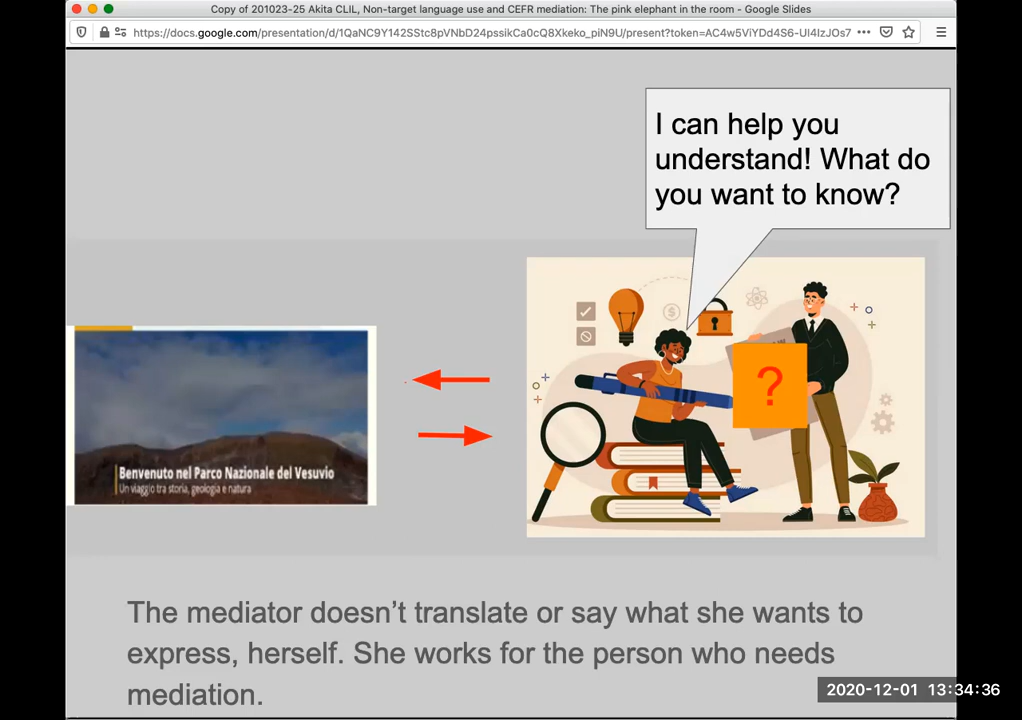 Copy of 201023-25 Akita CLIL, Non-target language use and CEFR mediation: The pink elephant in the room - Google Slides
https://docs.google.com/presentation/d/1QaNC9Y142SStc8pVNbD24pssikCa0cQ8Xkeko_piN9U/present?token=AC4w5ViYDd4S6-UI4IzJOs7
I can help you
understand! What do
you want to know?
?
Benvenuto nel Parco Nazionale del Vesuvio
Un viaggio tra storia, geologia e natura
The mediator doesn't translate or say what she wants to
express, herself. She works for the person who needs
mediation.
2020-12-01 13:34:36